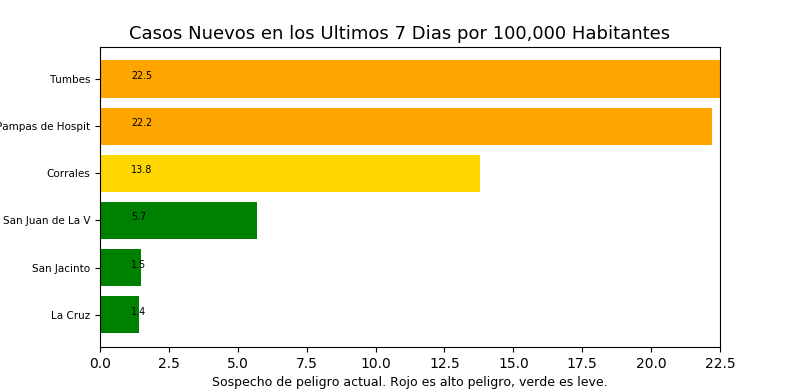 Casos Nuevos en los Ultimos 7 Dias por 100,000 Habitantes
Tumbes 22.5
Pampas de Hospit 22.2
Corrales 13.8
San Juan de La V 5.7
San Jacinto 1.5
La Cruz 1.4
0.0 2.5 5.0 7.5 10.0 12.5 15.0 17.5 20.0 22.5
Sospecho de peligro actual. Rojo es alto peligro, verde es leve.